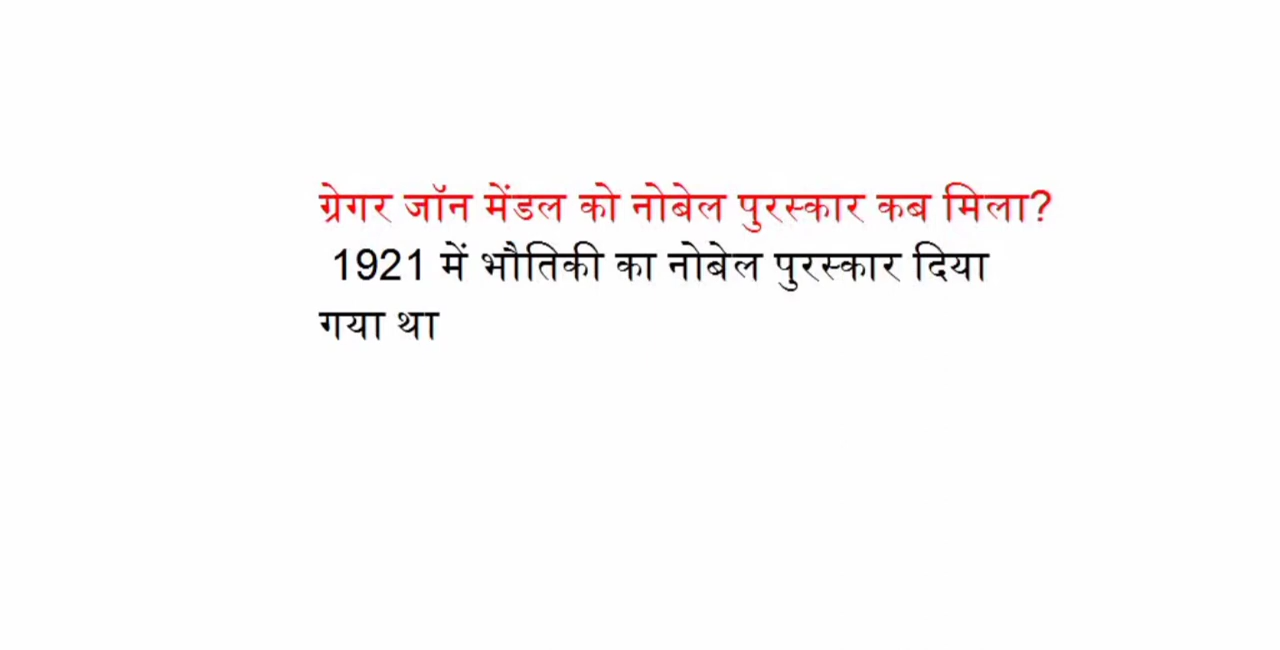 ग्रेगर जॉन मेंडल को नोबेल पुरस्कार कब मिला?
1921 में भौतिकी का नोबेल पुरस्कार दिया
गया था